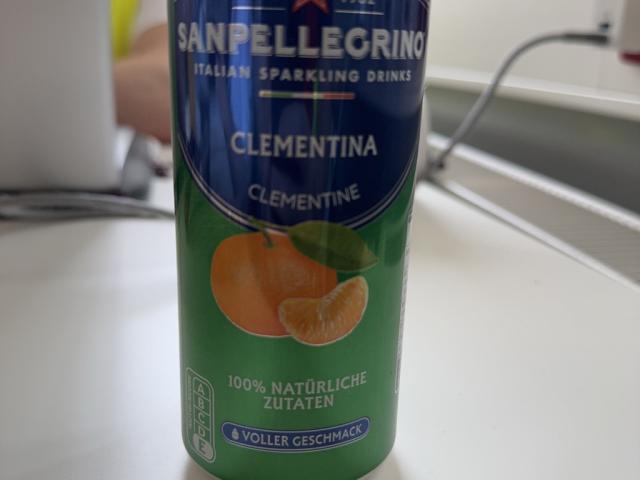 SANPELLEGRINO
ITALIAN SPARKLING DRINKS
CLEMENTINA
CLEMENTINE
100% NATÜRLICHE
ZUTATEN
VOLLER GESCHMACK
A
B
C
D
E